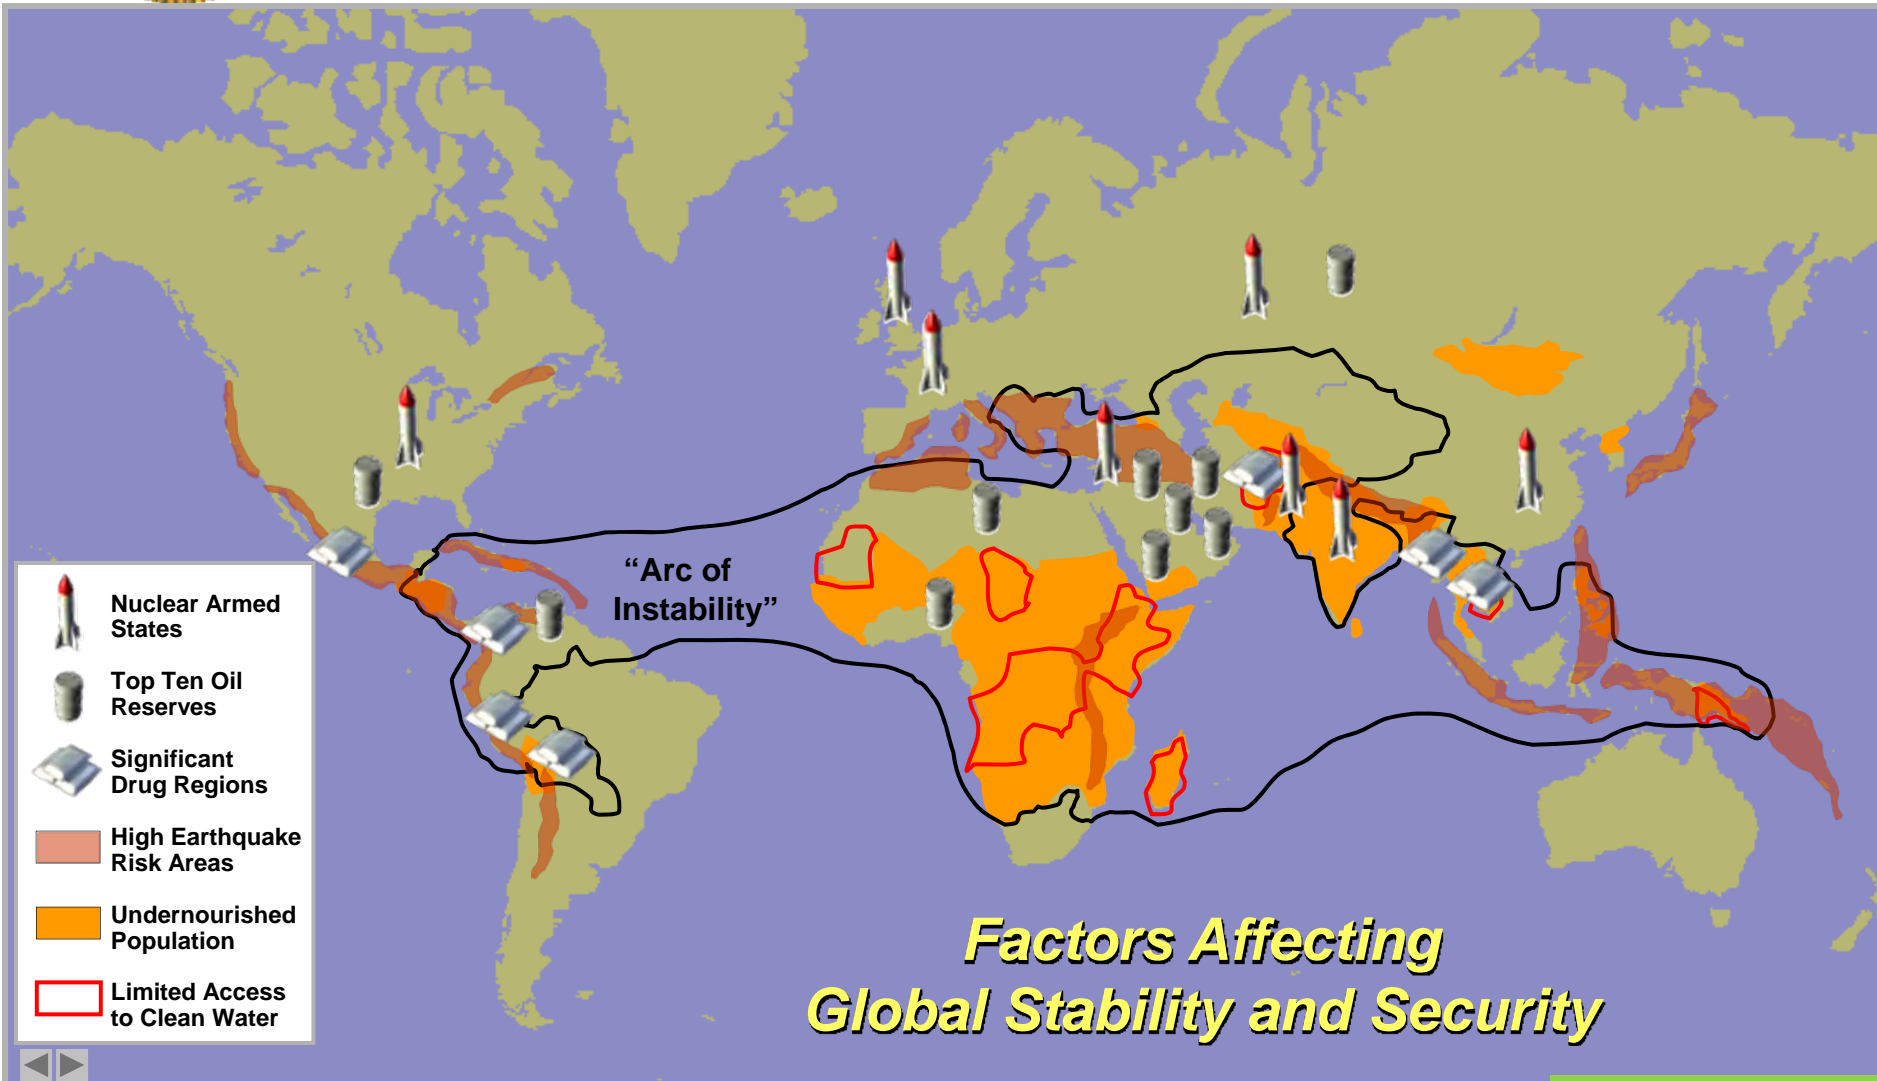 “Arc of
Instability”
Nuclear Armed
States
Top Ten Oil
Reserves
Significant
Drug Regions
High Earthquake
Risk Areas
Undernourished
Population
Limited Access
to Clean Water
Factors Affecting
Global Stability and Security